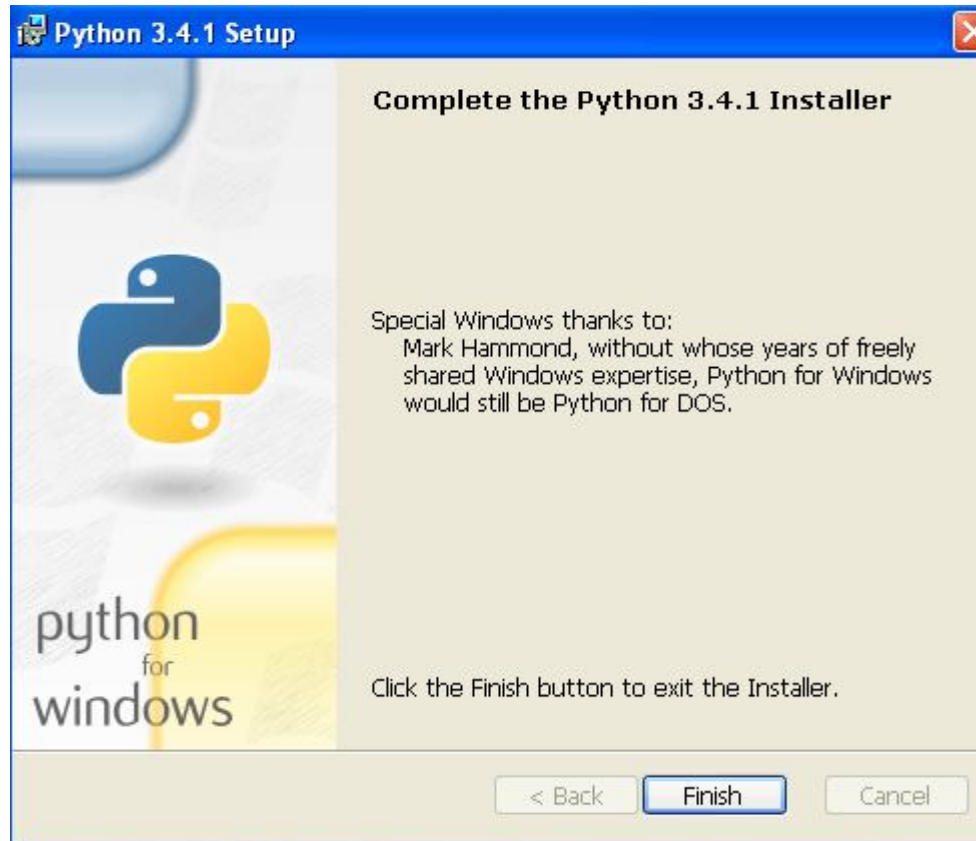 Python 3.4.1 Setup
Complete the Python 3.4.1 Installer
Special Windows thanks to:
Mark Hammond, without whose years of freely
shared Windows expertise, Python for Windows
would still be Python for DOS.
python
for
windows
Click the Finish button to exit the Installer.
< Back
Finish
Cancel